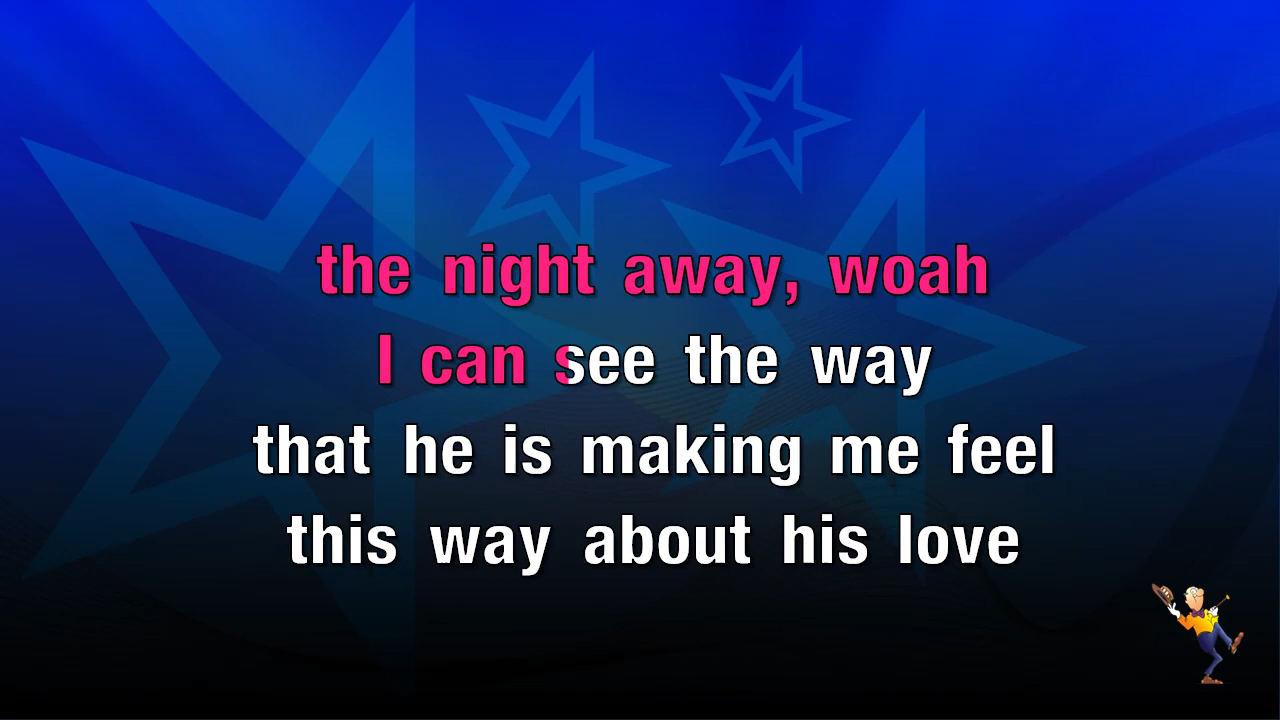 the night away, woah
I can see the way
that he is making me feel
this way about his love